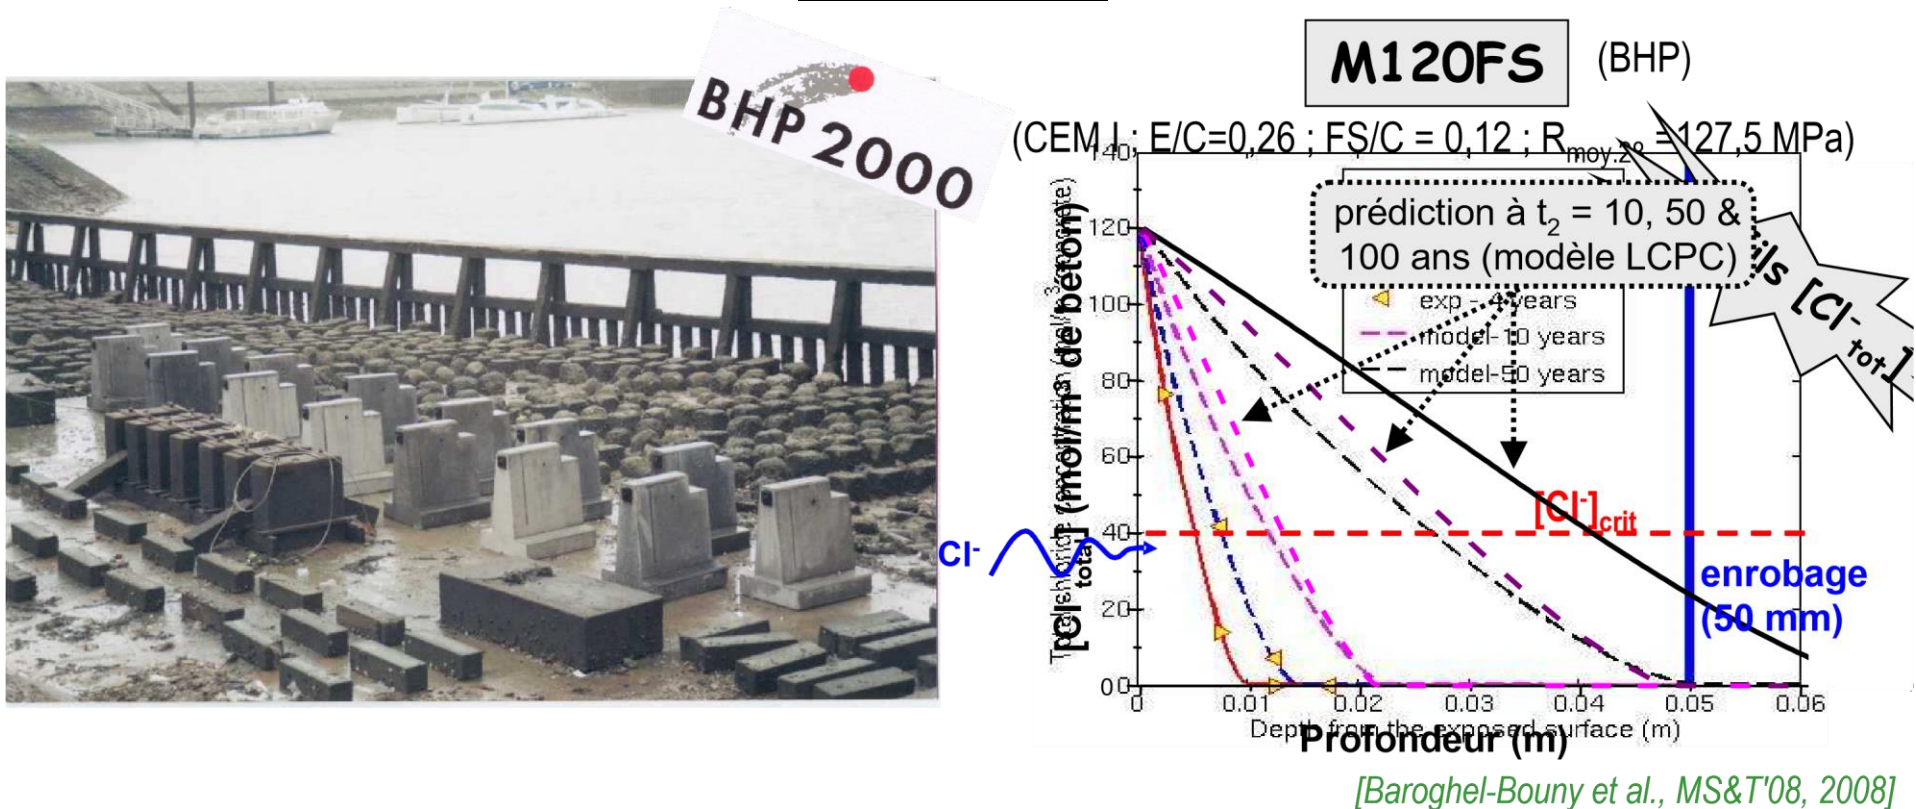 BHP 2000
M120FS (BHP)
(CEM I ; E/C=0,26 ; FS/C = 0,12 ; R = 127,5 MPa)
prédiction à t2 = 10, 50 &
100 ans (modèle LCPC)
exp - 4 years
model-10 years
model-50 years
[Cl-tot]
[Cl-]crit
enrobage
(50 mm)
Cl-
[Cl-total] (mol/m³ de béton)
140
120
100
80
60
40
20
0
0 0.01 0.02 0.03 0.04 0.05 0.06
Depth from the exposed surface (m)
Profondeur (m)
[Baroghel-Bouny et al., MS&T'08, 2008]